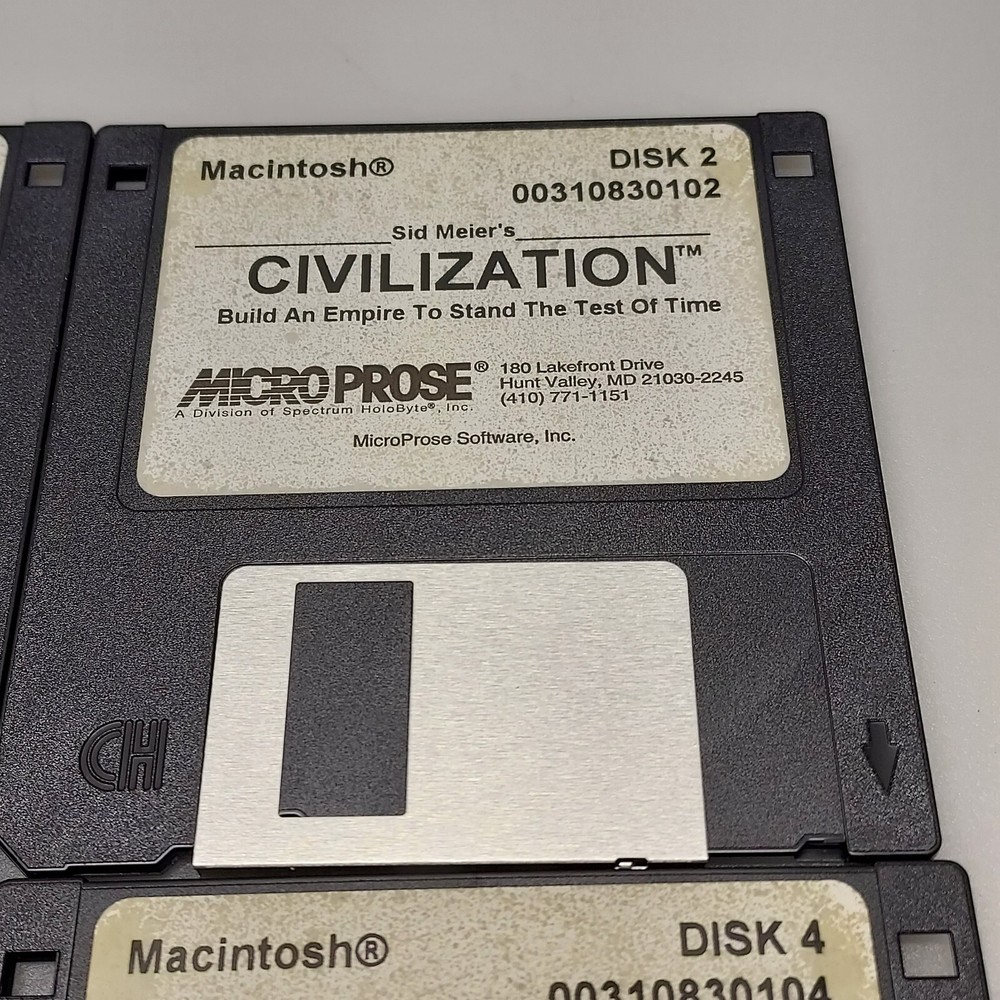 Macintosh®
DISK 2
00310830102
Sid Meier's
CIVILIZATION™
Build An Empire To Stand The Test Of Time
MICROPROSE®
A Division of Spectrum HoloByte®, Inc.
180 Lakefront Drive
Hunt Valley, MD 21030-2245
(410) 771-1151
MicroProse Software, Inc.
CH
Macintosh®
DISK 4
00310830104